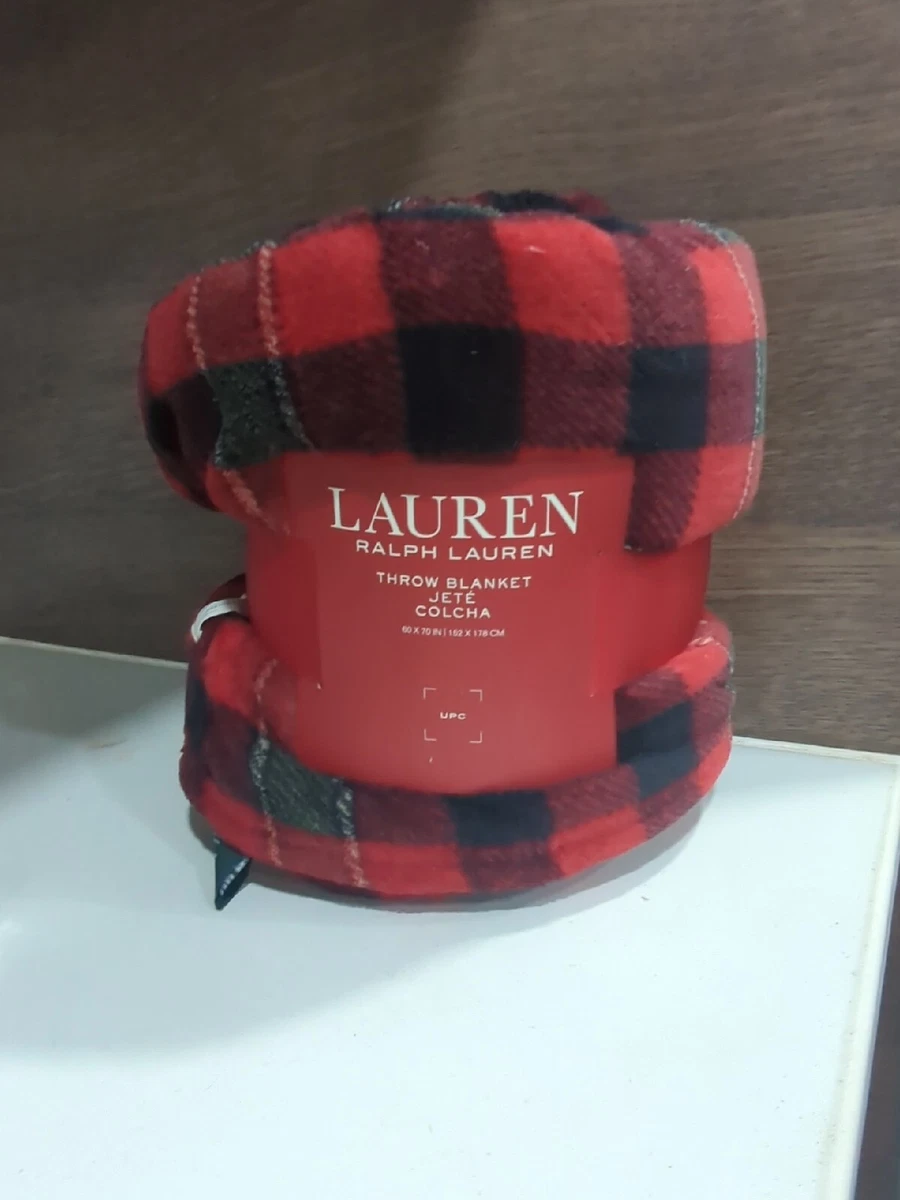 LAUREN
RALPH LAUREN
THROW BLANKET
JETÉ
COLCHA
60 X 70 IN | 152 X 178 CM
UPC